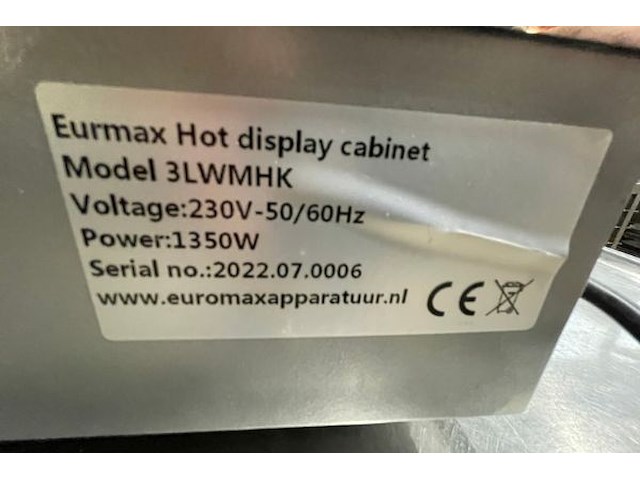 Eurmax Hot display cabinet
Model 3LWMHK
Voltage:230V-50/60Hz
Power:1350W
Serial no.:2022.07.0006
www.euromaxapparatuur.nl CE